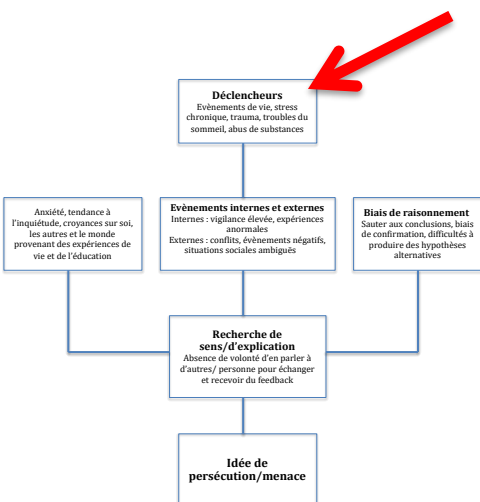 Déclencheurs
Evènements de vie, stress
chronique, trauma, troubles du
sommeil, abus de substances
Anxiété, tendance à
l'inquiétude, croyances sur soi,
les autres et le monde
provenant des expériences de
vie et de l'éducation
Evènements internes et externes
Internes : vigilance élevée, expériences
anormales
Externes : conflits, évènements négatifs,
situations sociales ambiguës
Biais de raisonnement
Sauter aux conclusions, biais
de confirmation, difficultés à
produire des hypothèses
alternatives
Recherche de
sens/d'explication
Absence de volonté d'en parler à
d'autres/ personne pour échanger
et recevoir du feedback
Idée de
persécution/menace